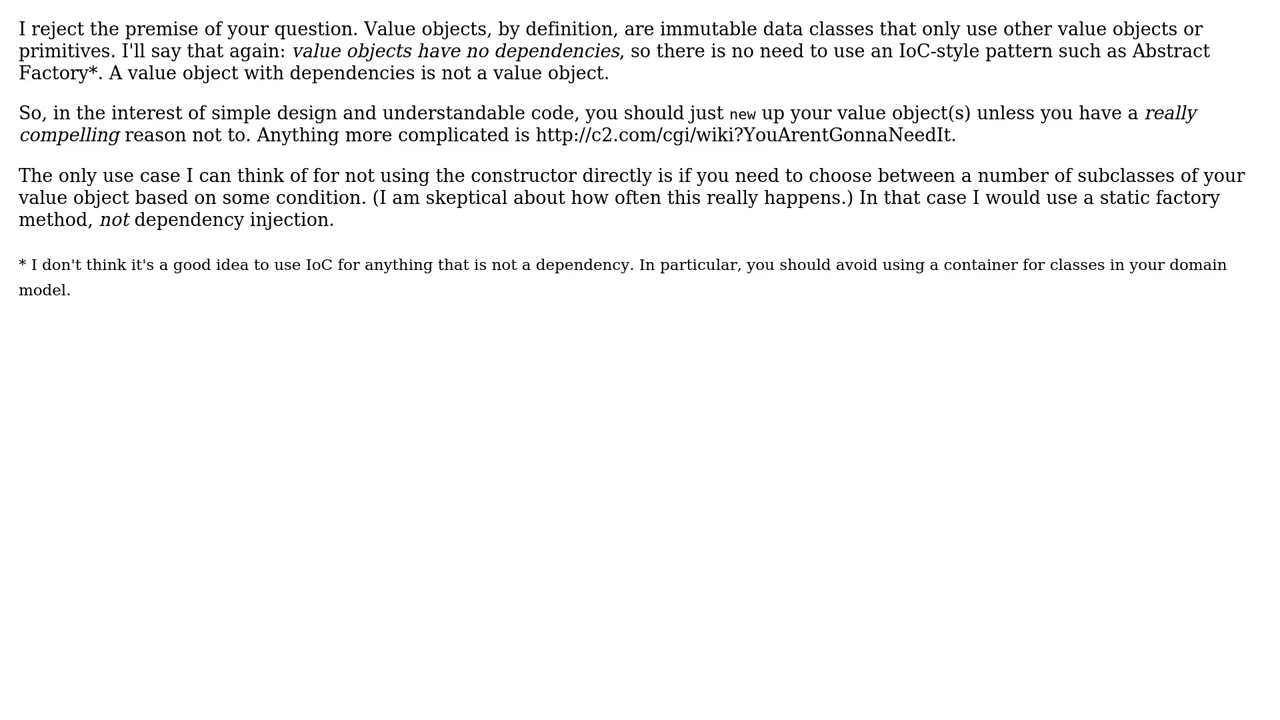 I reject the premise of your question. Value objects, by definition, are immutable data classes that only use other value objects or
primitives. I'll say that again: value objects have no dependencies, so there is no need to use an IoC-style pattern such as Abstract
Factory*. A value object with dependencies is not a value object.
So, in the interest of simple design and understandable code, you should just new up your value object(s) unless you have a really
compelling reason not to. Anything more complicated is http://c2.com/cgi/wiki?YouArentGonnaNeedIt.
The only use case I can think of for not using the constructor directly is if you need to choose between a number of subclasses of your
value object based on some condition. (I am skeptical about how often this really happens.) In that case I would use a static factory
method, not dependency injection.
* I don't think it's a good idea to use IoC for anything that is not a dependency. In particular, you should avoid using a container for classes in your domain
model.